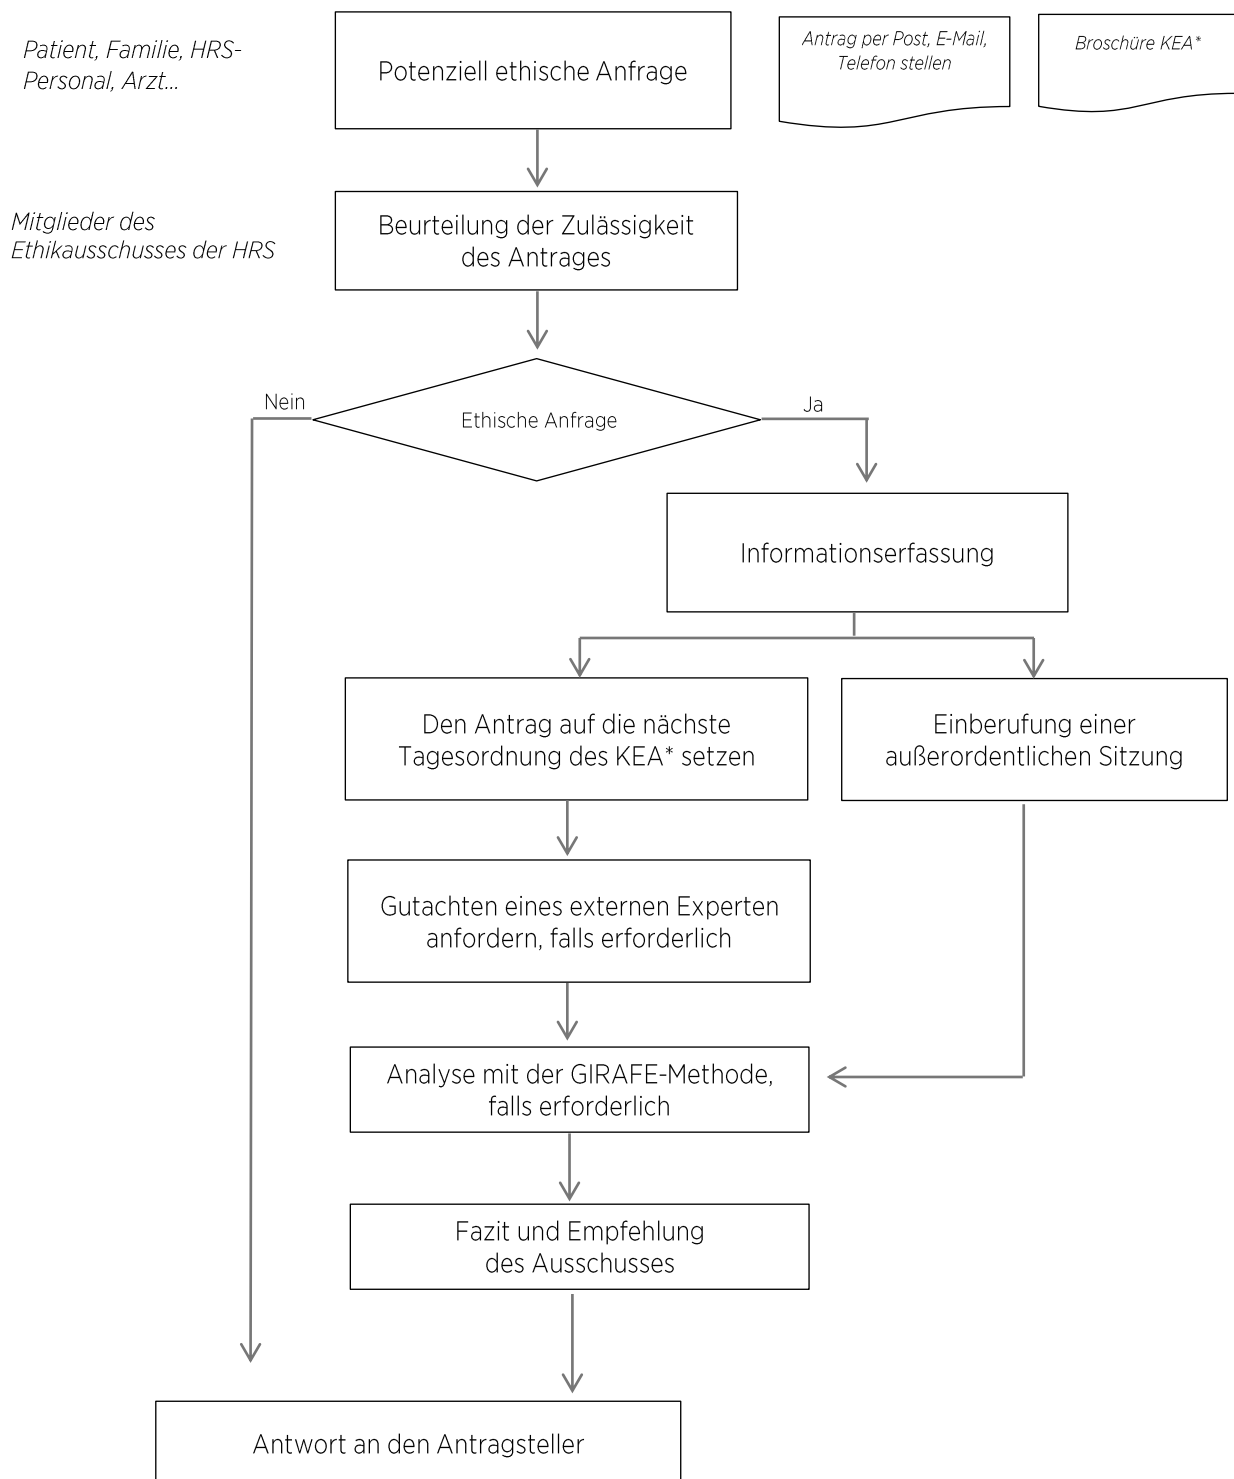 Patient, Familie, HRS-
Personal, Arzt...
Potenziell ethische Anfrage
Antrag per Post, E-Mail,
Telefon stellen
Broschüre KEA*
Mitglieder des
Ethikausschusses der HRS
Beurteilung der Zulässigkeit
des Antrages
Nein
Ethische Anfrage
Ja
Informationserfassung
Den Antrag auf die nächste
Tagesordnung des KEA* setzen
Einberufung einer
außerordentlichen Sitzung
Gutachten eines externen Experten
anfordern, falls erforderlich
Analyse mit der GIRAFE-Methode,
falls erforderlich
Fazit und Empfehlung
des Ausschusses
Antwort an den Antragsteller